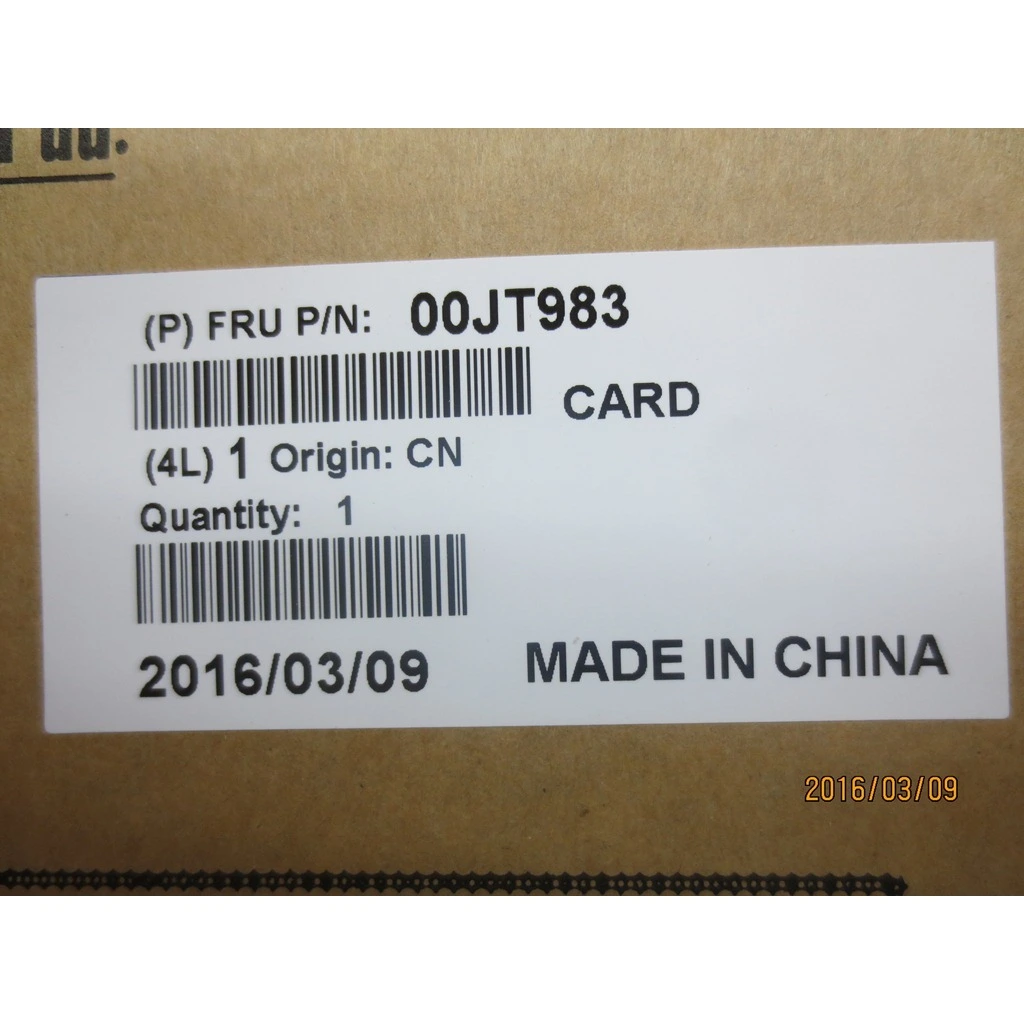 (P) FRU P/N: 00JT983
CARD
(4L) 1 Origin: CN
Quantity: 1
2016/03/09 MADE IN CHINA
2016/03/09